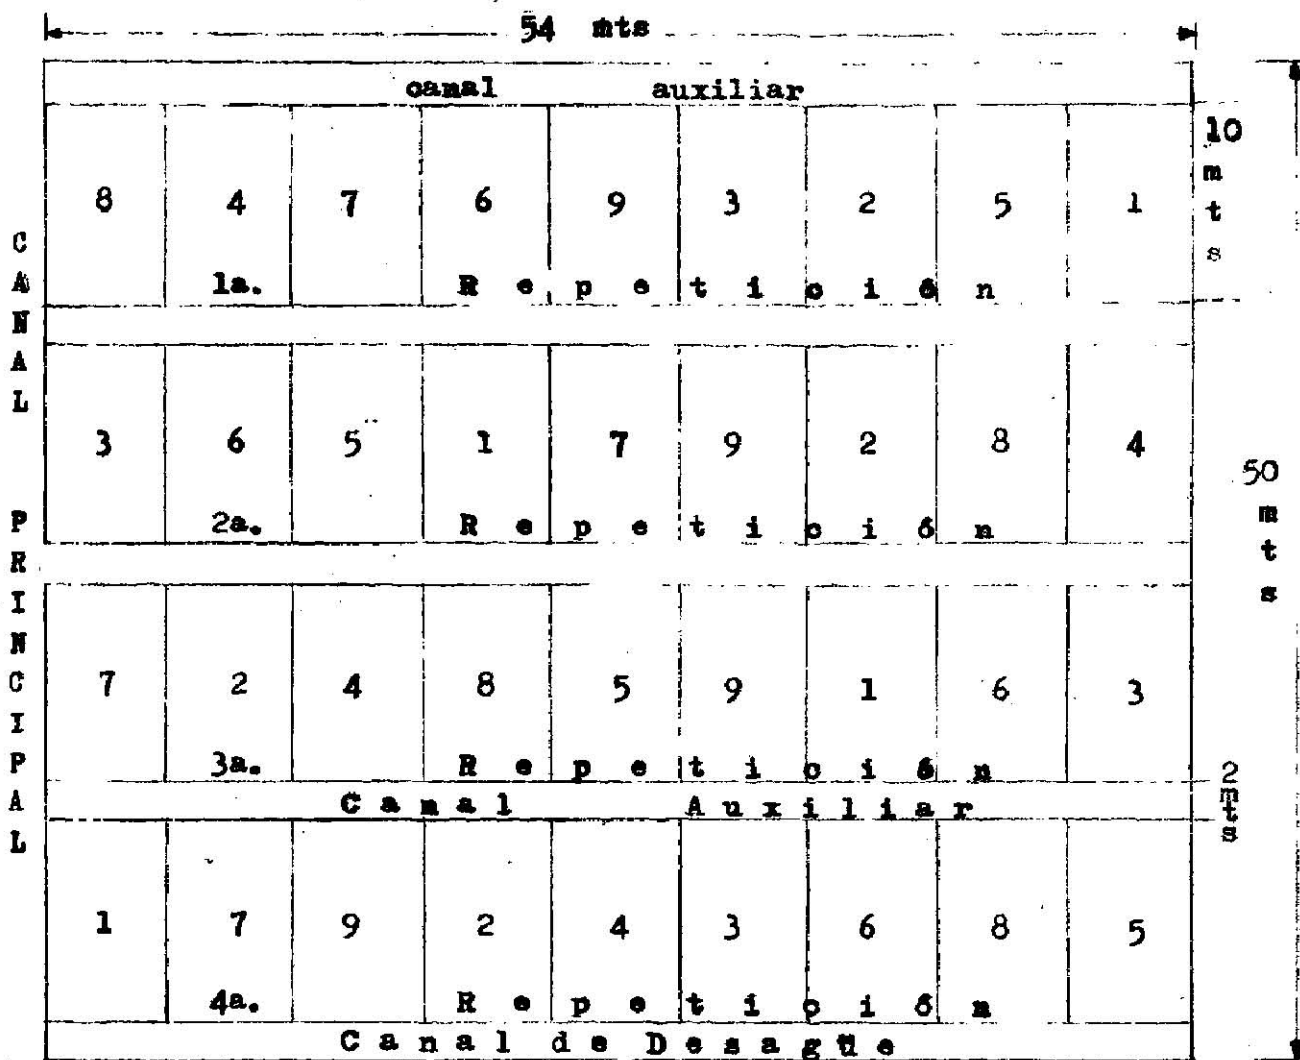 54 mts
canal auxiliar
8 4 7 6 9 3 2 5 1
1a. Repetición
10 mts
3 6 5 1 7 9 2 8 4
2a. Repetición
50 mts
7 2 4 8 5 9 1 6 3
3a. Repetición
Canal Auxiliar
2 mts
1 7 9 2 4 3 6 8 5
4a. Repetición
Canal de Desagüe
CANAL PRINCIPAL